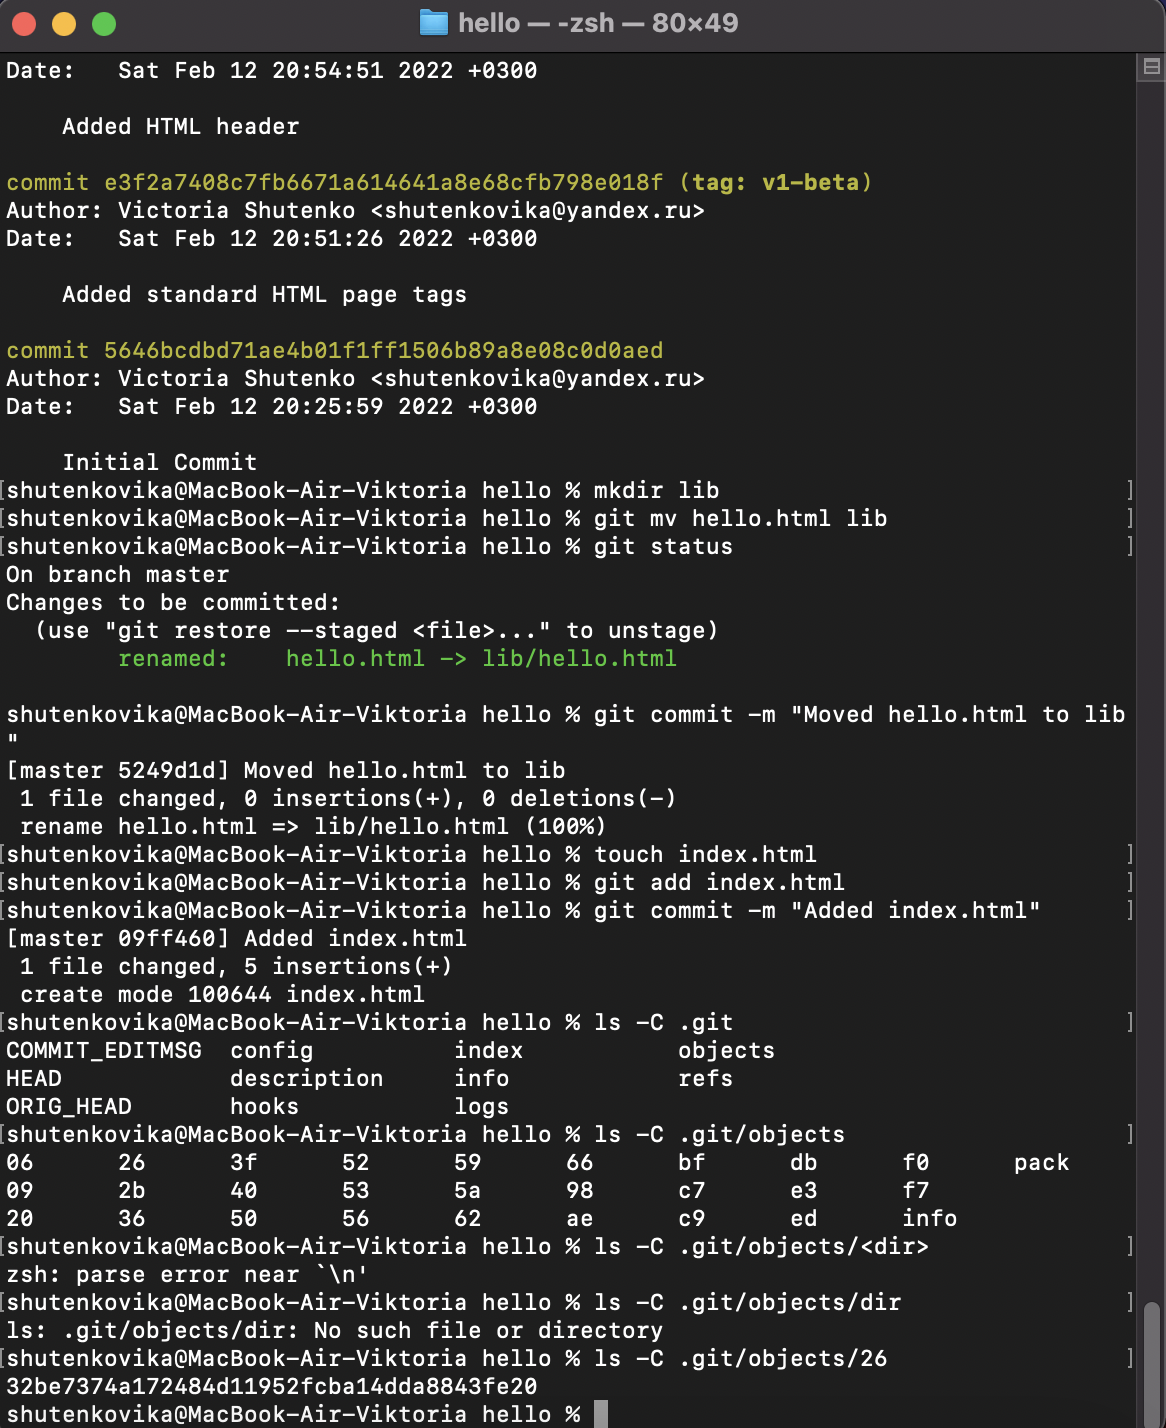 hello — -zsh — 80×49
Date:   Sat Feb 12 20:54:51 2022 +0300
    Added HTML header
commit e3f2a7408c7fb6671a614641a8e68cfb798e018f (tag: v1-beta)
Author: Victoria Shutenko <shutenkovika@yandex.ru>
Date:   Sat Feb 12 20:51:26 2022 +0300
    Added standard HTML page tags
commit 5646bcdbd71ae4b01f1ff1506b89a8e08c0d0aed
Author: Victoria Shutenko <shutenkovika@yandex.ru>
Date:   Sat Feb 12 20:25:59 2022 +0300
    Initial Commit
[shutenkovika@MacBook-Air-Viktoria hello % mkdir lib ]
[shutenkovika@MacBook-Air-Viktoria hello % git mv hello.html lib ]
[shutenkovika@MacBook-Air-Viktoria hello % git status ]
On branch master
Changes to be committed:
  (use "git restore --staged <file>..." to unstage)
        renamed:    hello.html -> lib/hello.html
shutenkovika@MacBook-Air-Viktoria hello % git commit -m "Moved hello.html to lib
"
[master 5249d1d] Moved hello.html to lib
 1 file changed, 0 insertions(+), 0 deletions(-)
 rename hello.html => lib/hello.html (100%)
[shutenkovika@MacBook-Air-Viktoria hello % touch index.html ]
[shutenkovika@MacBook-Air-Viktoria hello % git add index.html ]
[shutenkovika@MacBook-Air-Viktoria hello % git commit -m "Added index.html" ]
[master 09ff460] Added index.html
 1 file changed, 5 insertions(+)
 create mode 100644 index.html
[shutenkovika@MacBook-Air-Viktoria hello % ls -C .git ]
COMMIT_EDITMSG  config          index           objects
HEAD            description     info            refs
ORIG_HEAD       hooks           logs
[shutenkovika@MacBook-Air-Viktoria hello % ls -C .git/objects ]
06      26      3f      52      59      66      bf      db      f0      pack
09      2b      40      53      5a      98      c7      e3      f7
20      36      50      56      62      ae      c9      ed      info
[shutenkovika@MacBook-Air-Viktoria hello % ls -C .git/objects/<dir> ]
zsh: parse error near `\n'
[shutenkovika@MacBook-Air-Viktoria hello % ls -C .git/objects/dir ]
ls: .git/objects/dir: No such file or directory
[shutenkovika@MacBook-Air-Viktoria hello % ls -C .git/objects/26 ]
32be7374a172484d11952fcba14dda8843fe20
shutenkovika@MacBook-Air-Viktoria hello %